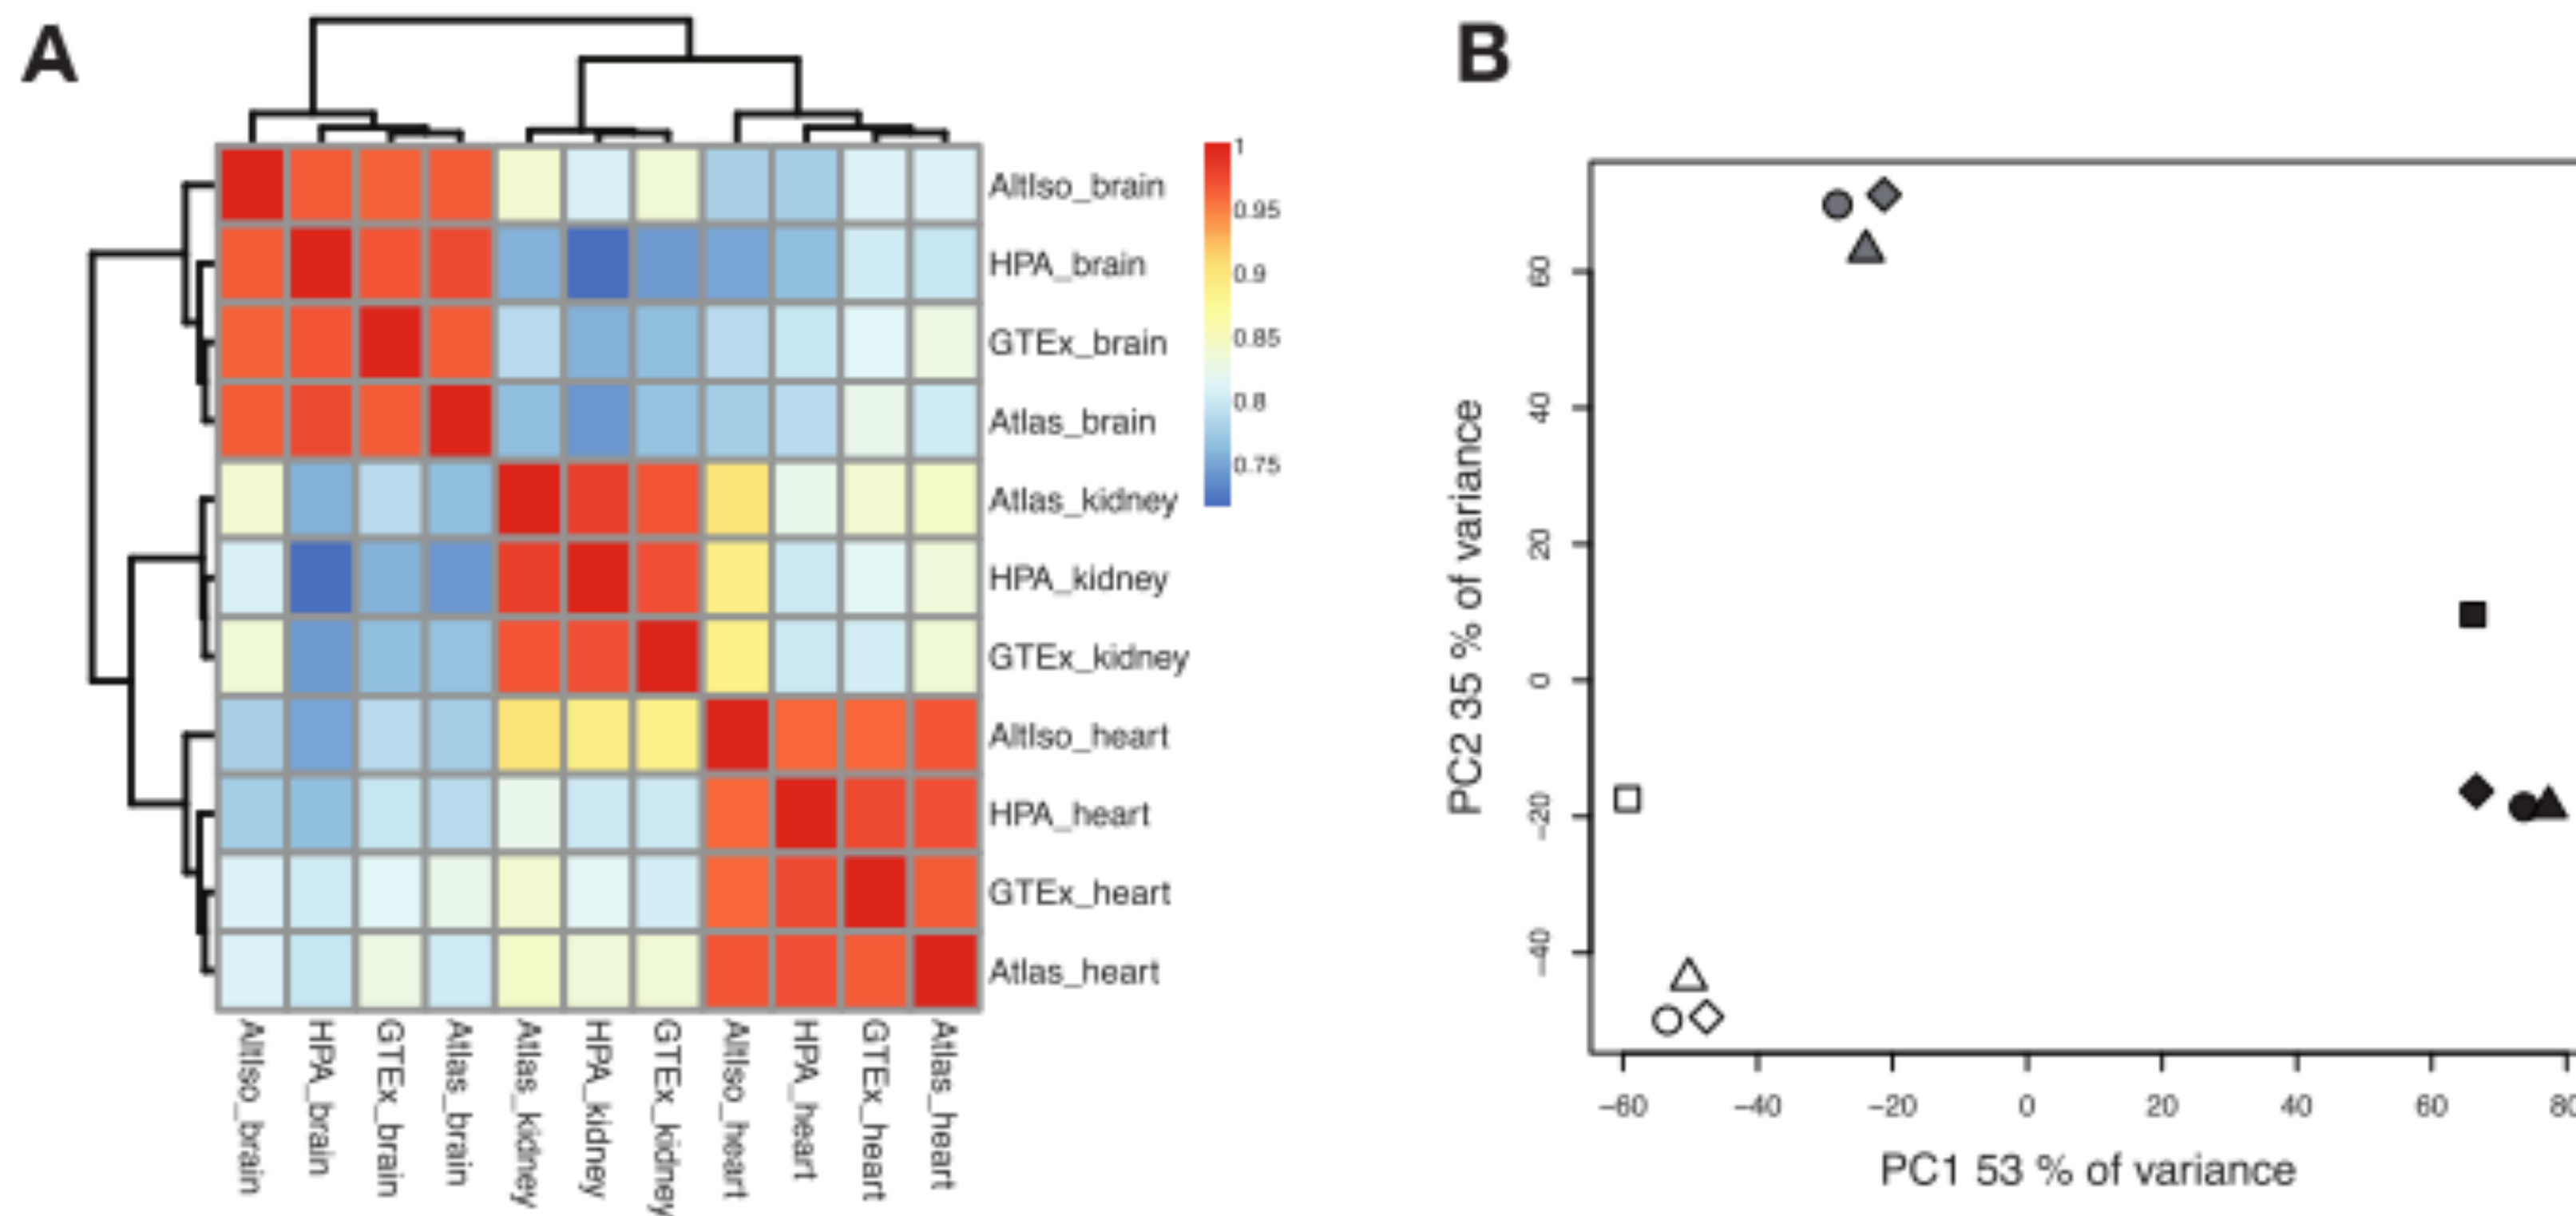 A
AltIso_brain
HPA_brain
GTEx_brain
Atlas_brain
Atlas_kidney
HPA_kidney
GTEx_kidney
AltIso_heart
HPA_heart
GTEx_heart
Atlas_heart
1
0.95
0.9
0.85
0.8
0.75
AltIso_brain
HPA_brain
GTEx_brain
Atlas_brain
Atlas_kidney
HPA_kidney
GTEx_kidney
AltIso_heart
HPA_heart
GTEx_heart
Atlas_heart
B
PC2 35 % of variance
60
40
20
0
−20
−40
−60 −40 −20 0 20 40 60 80
PC1 53 % of variance